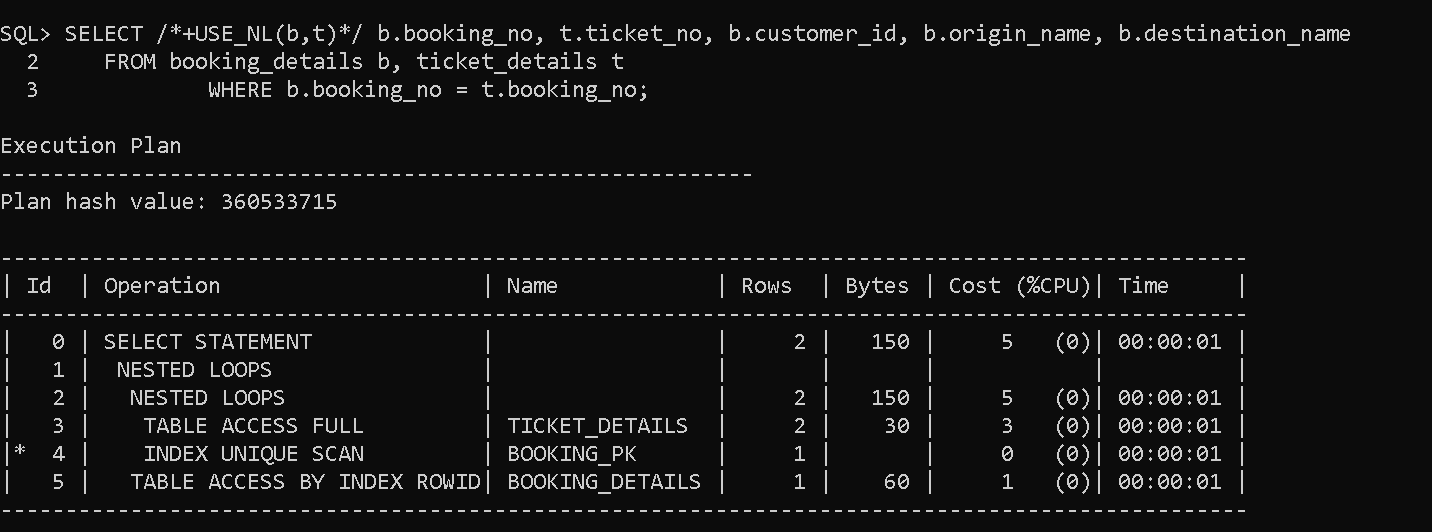 SQL> SELECT /*+USE_NL(b,t)*/ b.booking_no, t.ticket_no, b.customer_id, b.origin_name, b.destination_name
  2     FROM booking_details b, ticket_details t
  3             WHERE b.booking_no = t.booking_no;
Execution Plan
----------------------------------------------------------
Plan hash value: 360533715
------------------------------------------------------------------------------------------------
| Id  | Operation                    | Name            | Rows  | Bytes | Cost (%CPU)| Time     |
------------------------------------------------------------------------------------------------
|   0 | SELECT STATEMENT             |                 |     2 |   150 |     5   (0)| 00:00:01 |
|   1 |  NESTED LOOPS                |                 |       |       |            |          |
|   2 |   NESTED LOOPS               |                 |     2 |   150 |     5   (0)| 00:00:01 |
|   3 |    TABLE ACCESS FULL         | TICKET_DETAILS  |     2 |    30 |     3   (0)| 00:00:01 |
|*  4 |    INDEX UNIQUE SCAN         | BOOKING_PK      |     1 |       |     0   (0)| 00:00:01 |
|   5 |   TABLE ACCESS BY INDEX ROWID| BOOKING_DETAILS |     1 |    60 |     1   (0)| 00:00:01 |
------------------------------------------------------------------------------------------------